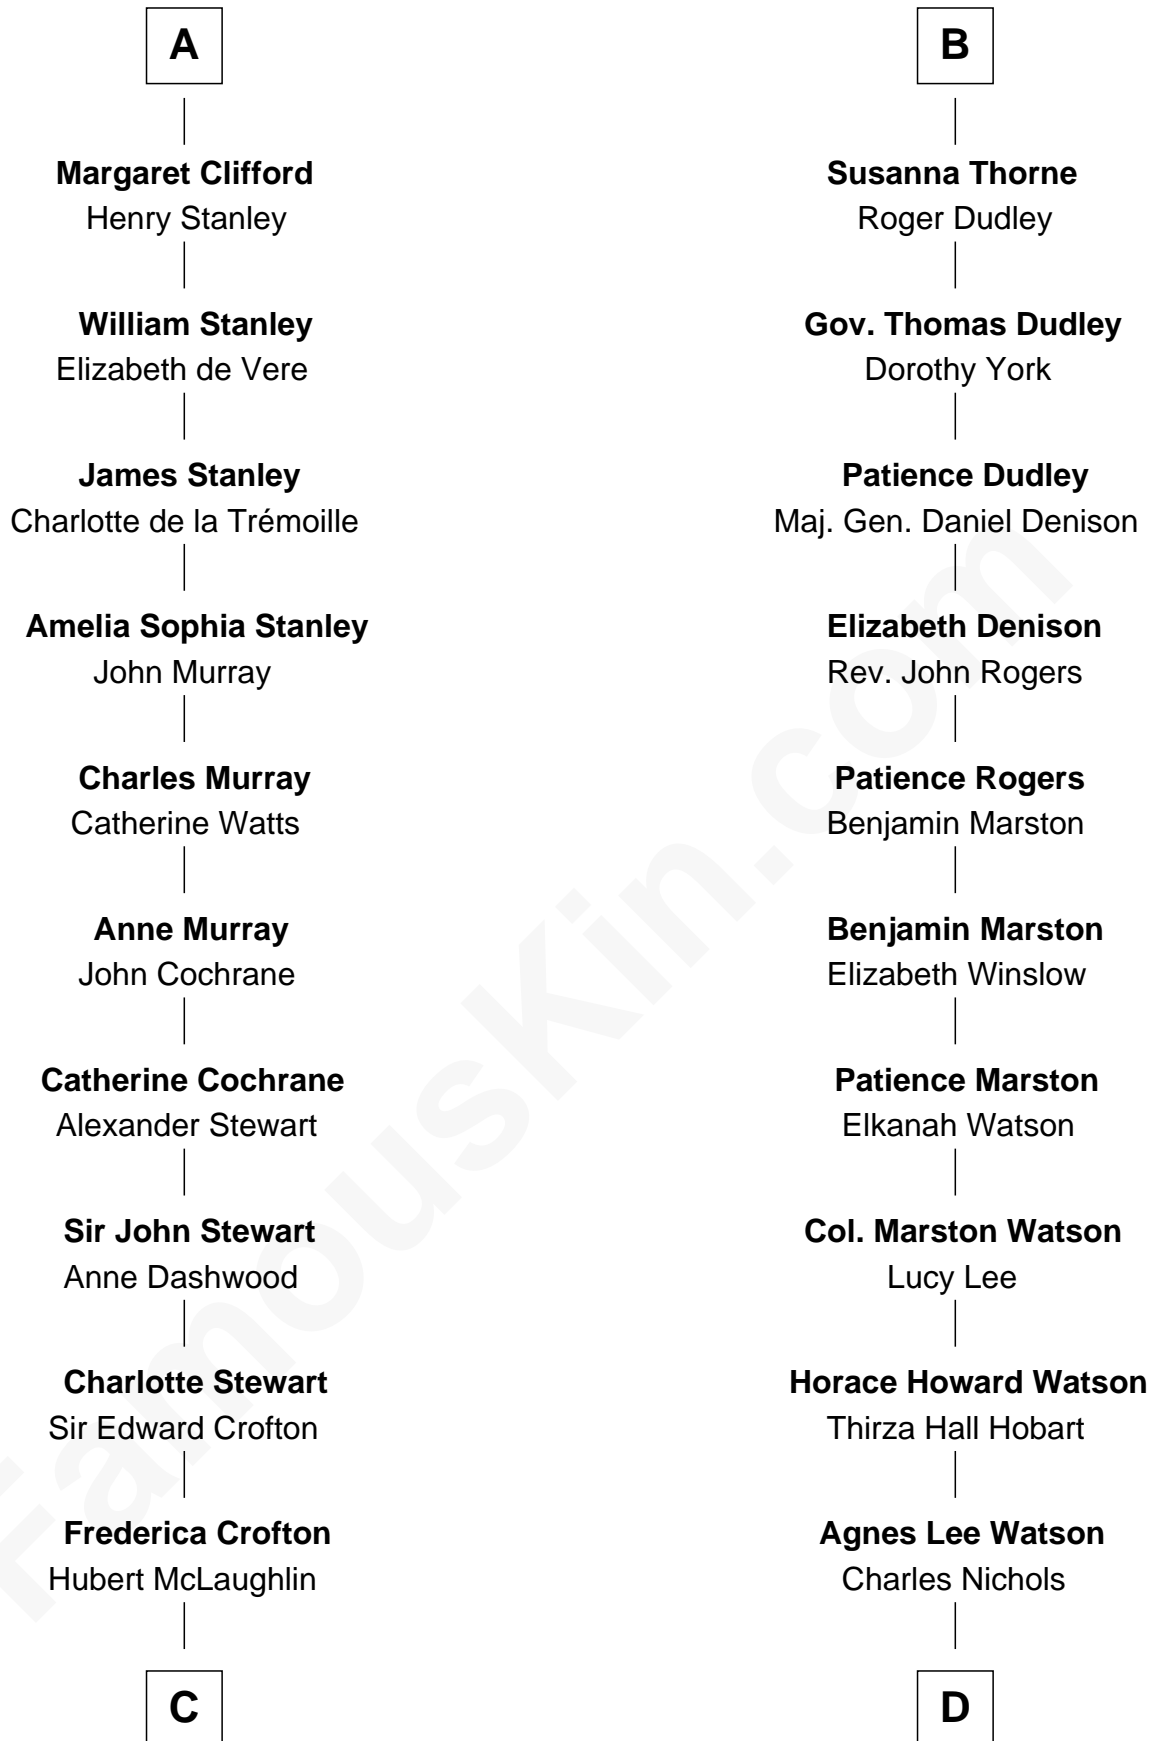 A
Margaret Clifford
Henry Stanley
William Stanley
Elizabeth de Vere
James Stanley
Charlotte de la Trémoille
Amelia Sophia Stanley
John Murray
Charles Murray
Catherine Watts
Anne Murray
John Cochrane
Catherine Cochrane
Alexander Stewart
Sir John Stewart
Anne Dashwood
Charlotte Stewart
Sir Edward Crofton
Frederica Crofton
Hubert McLaughlin
C
B
Susanna Thorne
Roger Dudley
Gov. Thomas Dudley
Dorothy York
Patience Dudley
Maj. Gen. Daniel Denison
Elizabeth Denison
Rev. John Rogers
Patience Rogers
Benjamin Marston
Benjamin Marston
Elizabeth Winslow
Patience Marston
Elkanah Watson
Col. Marston Watson
Lucy Lee
Horace Howard Watson
Thirza Hall Hobart
Agnes Lee Watson
Charles Nichols
D
FamousKin.com